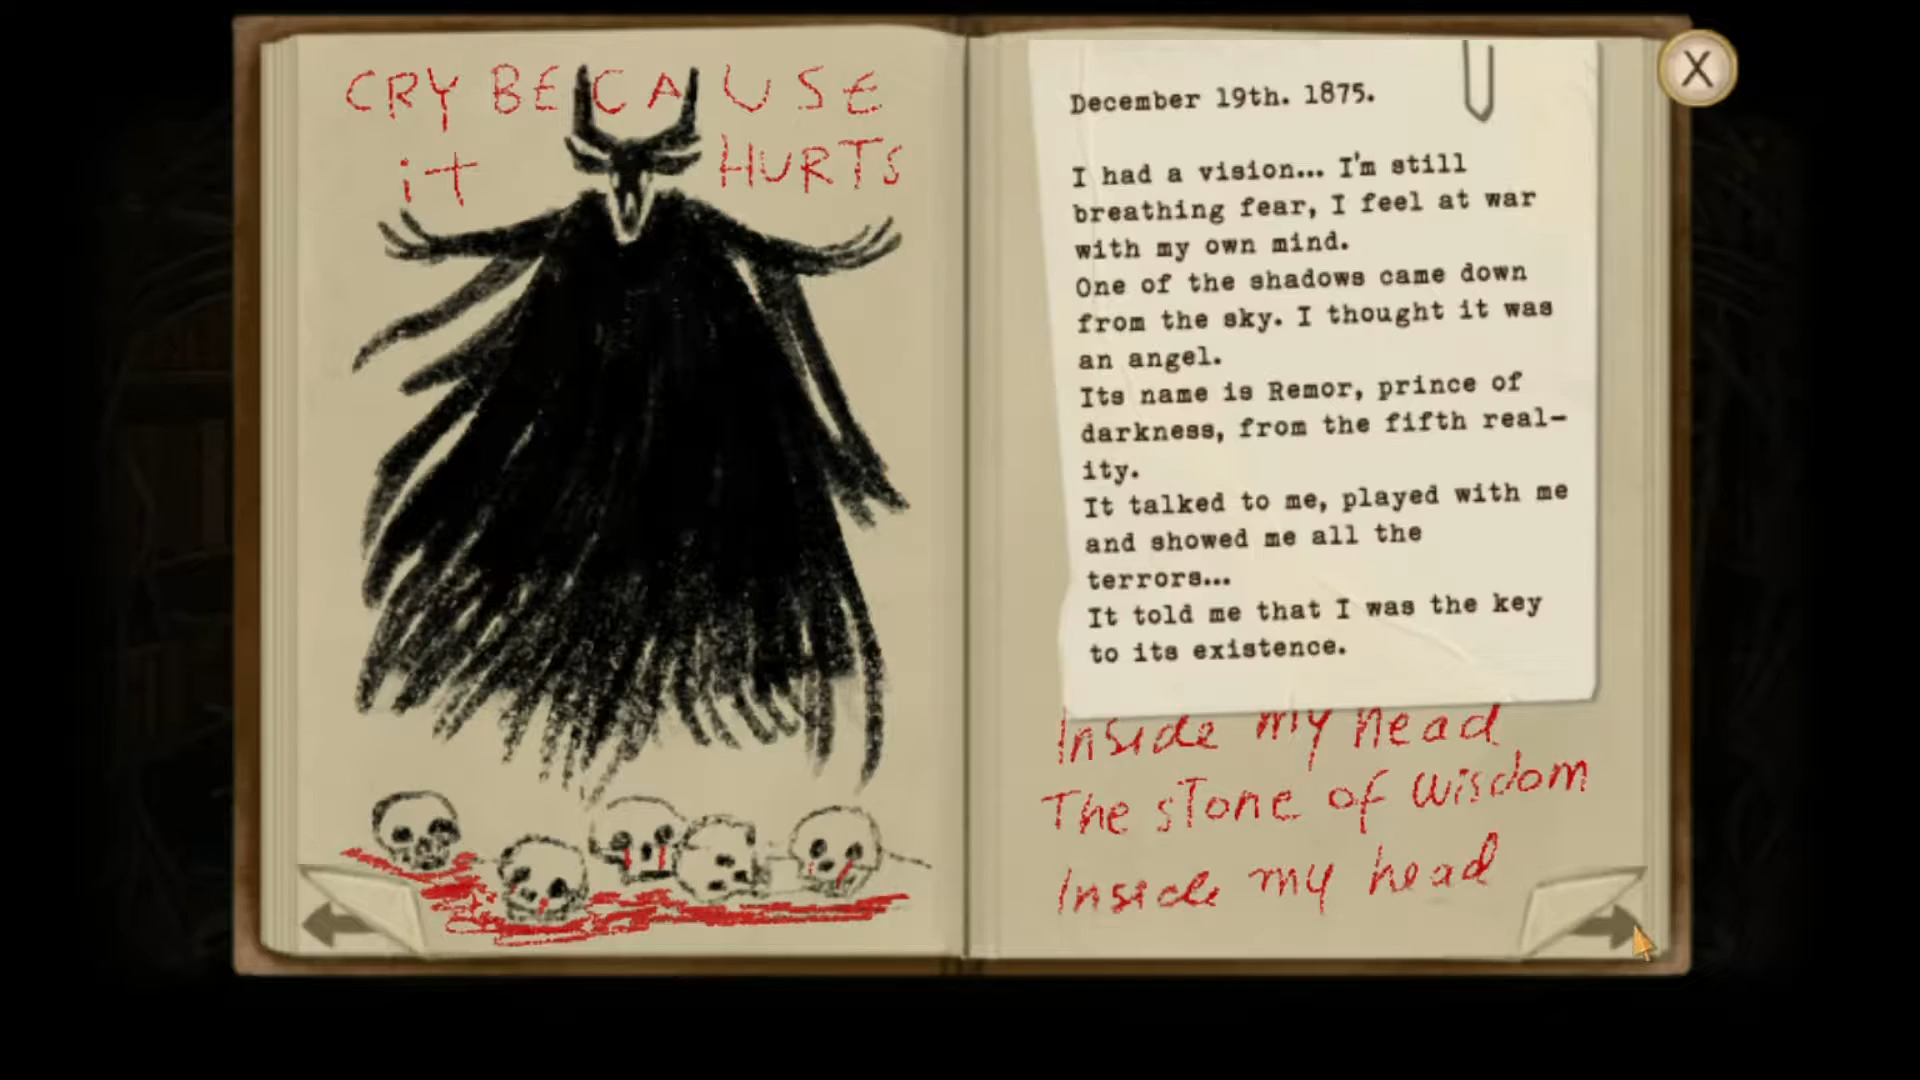 CRY BECAUSE
it HURTS
December 19th. 1875.
I had a vision... I'm still
breathing fear, I feel at war
with my own mind.
One of the shadows came down
from the sky. I thought it was
an angel.
Its name is Remor, prince of
darkness, from the fifth real-
ity.
It talked to me, played with me
and showed me all the
terrors...
It told me that I was the key
to its existence.
Inside my head
The stone of wisdom
Inside my head
X